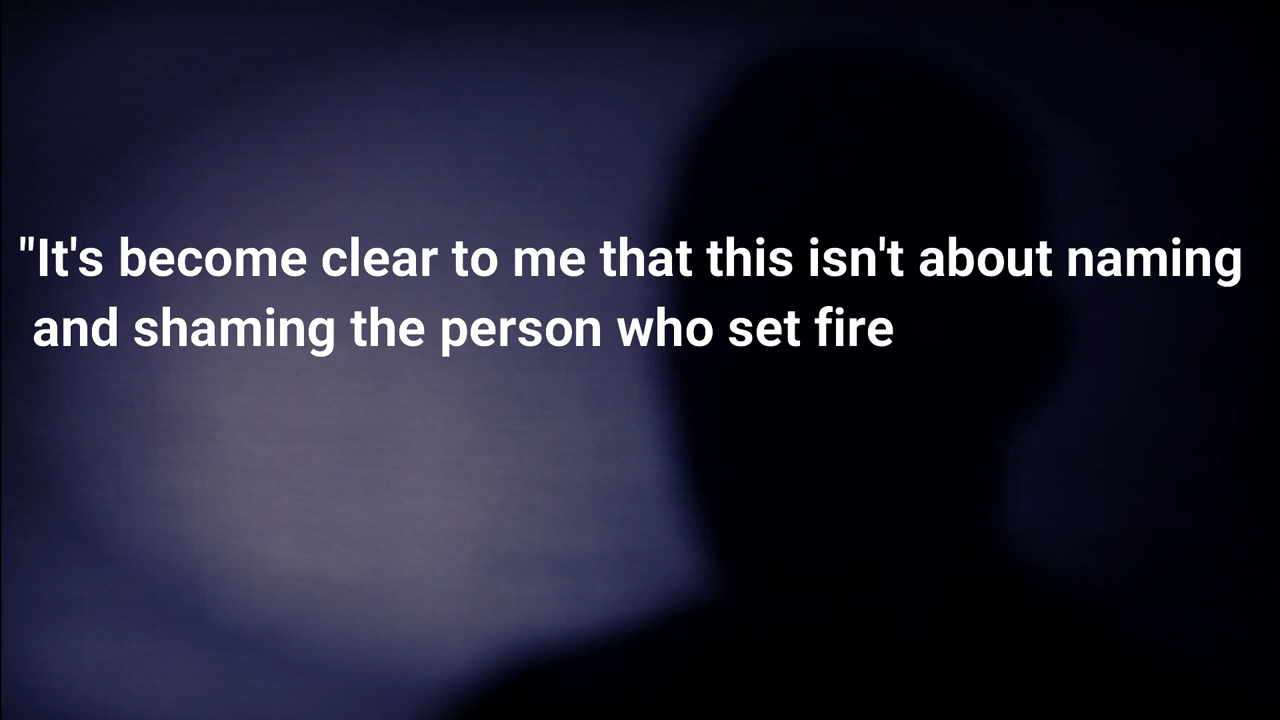 "It's become clear to me that this isn't about naming
and shaming the person who set fire